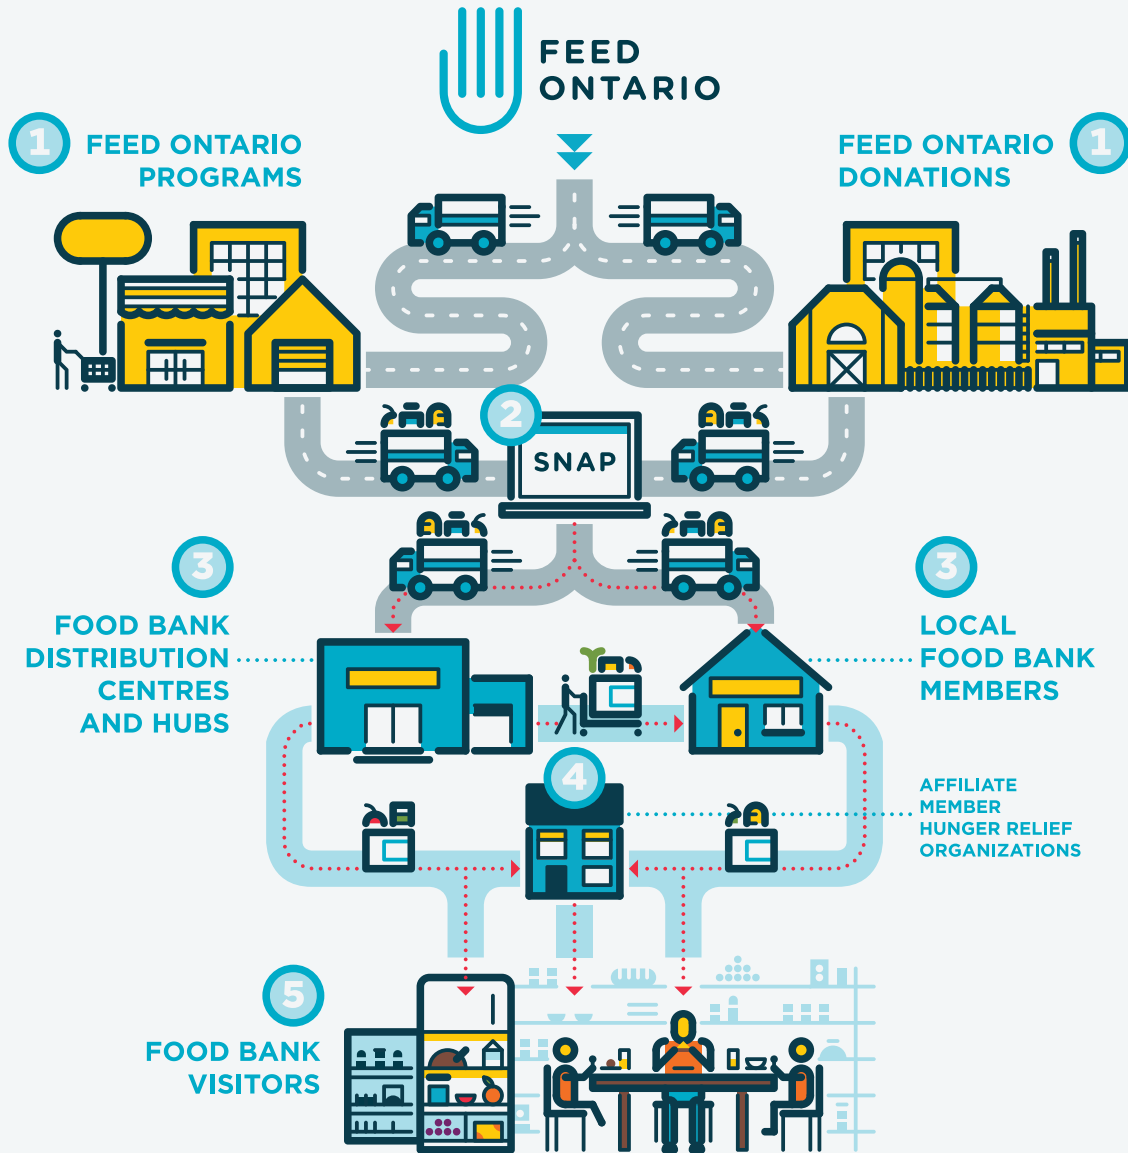 FEED
ONTARIO
1
FEED ONTARIO
PROGRAMS
FEED ONTARIO
DONATIONS
1
2
SNAP
3
FOOD BANK
DISTRIBUTION
CENTRES
AND HUBS
3
LOCAL
FOOD BANK
MEMBERS
4
AFFILIATE
MEMBER
HUNGER RELIEF
ORGANIZATIONS
5
FOOD BANK
VISITORS